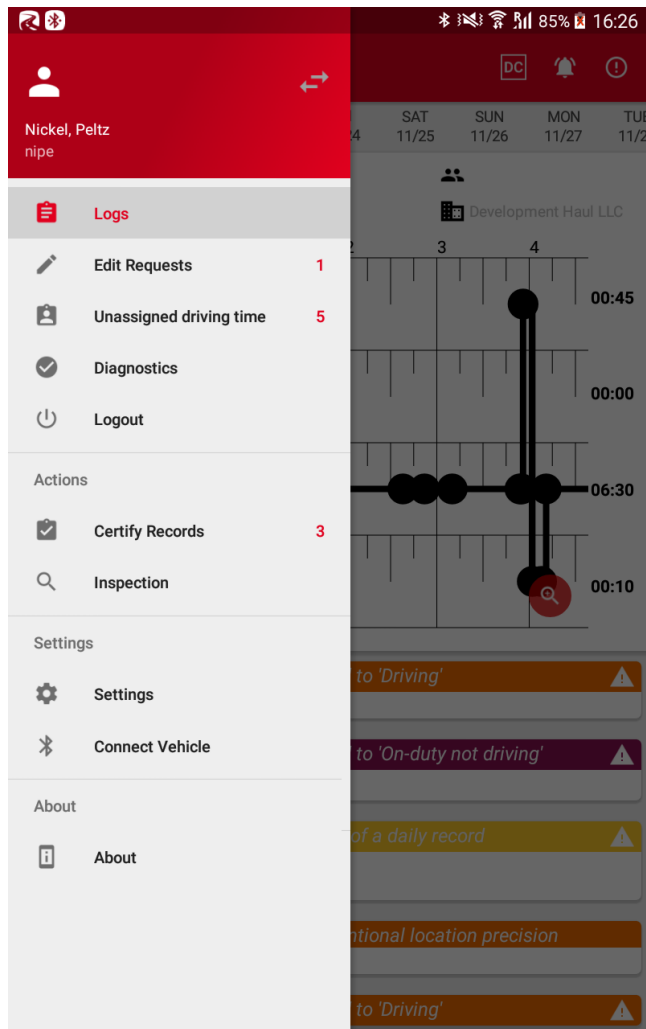 85% 16:26
DC
Nickel, Peltz
nipe
SAT SUN MON
11/25 11/26 11/27
Development Haul LLC
Logs
Edit Requests 1
Unassigned driving time 5
Diagnostics
Logout
Actions
Certify Records 3
Inspection
Settings
Settings
Connect Vehicle
About
About
3 4
00:45
00:00
06:30
00:10
to 'Driving'
to 'On-duty not driving'
of a daily record
location precision
to 'Driving'